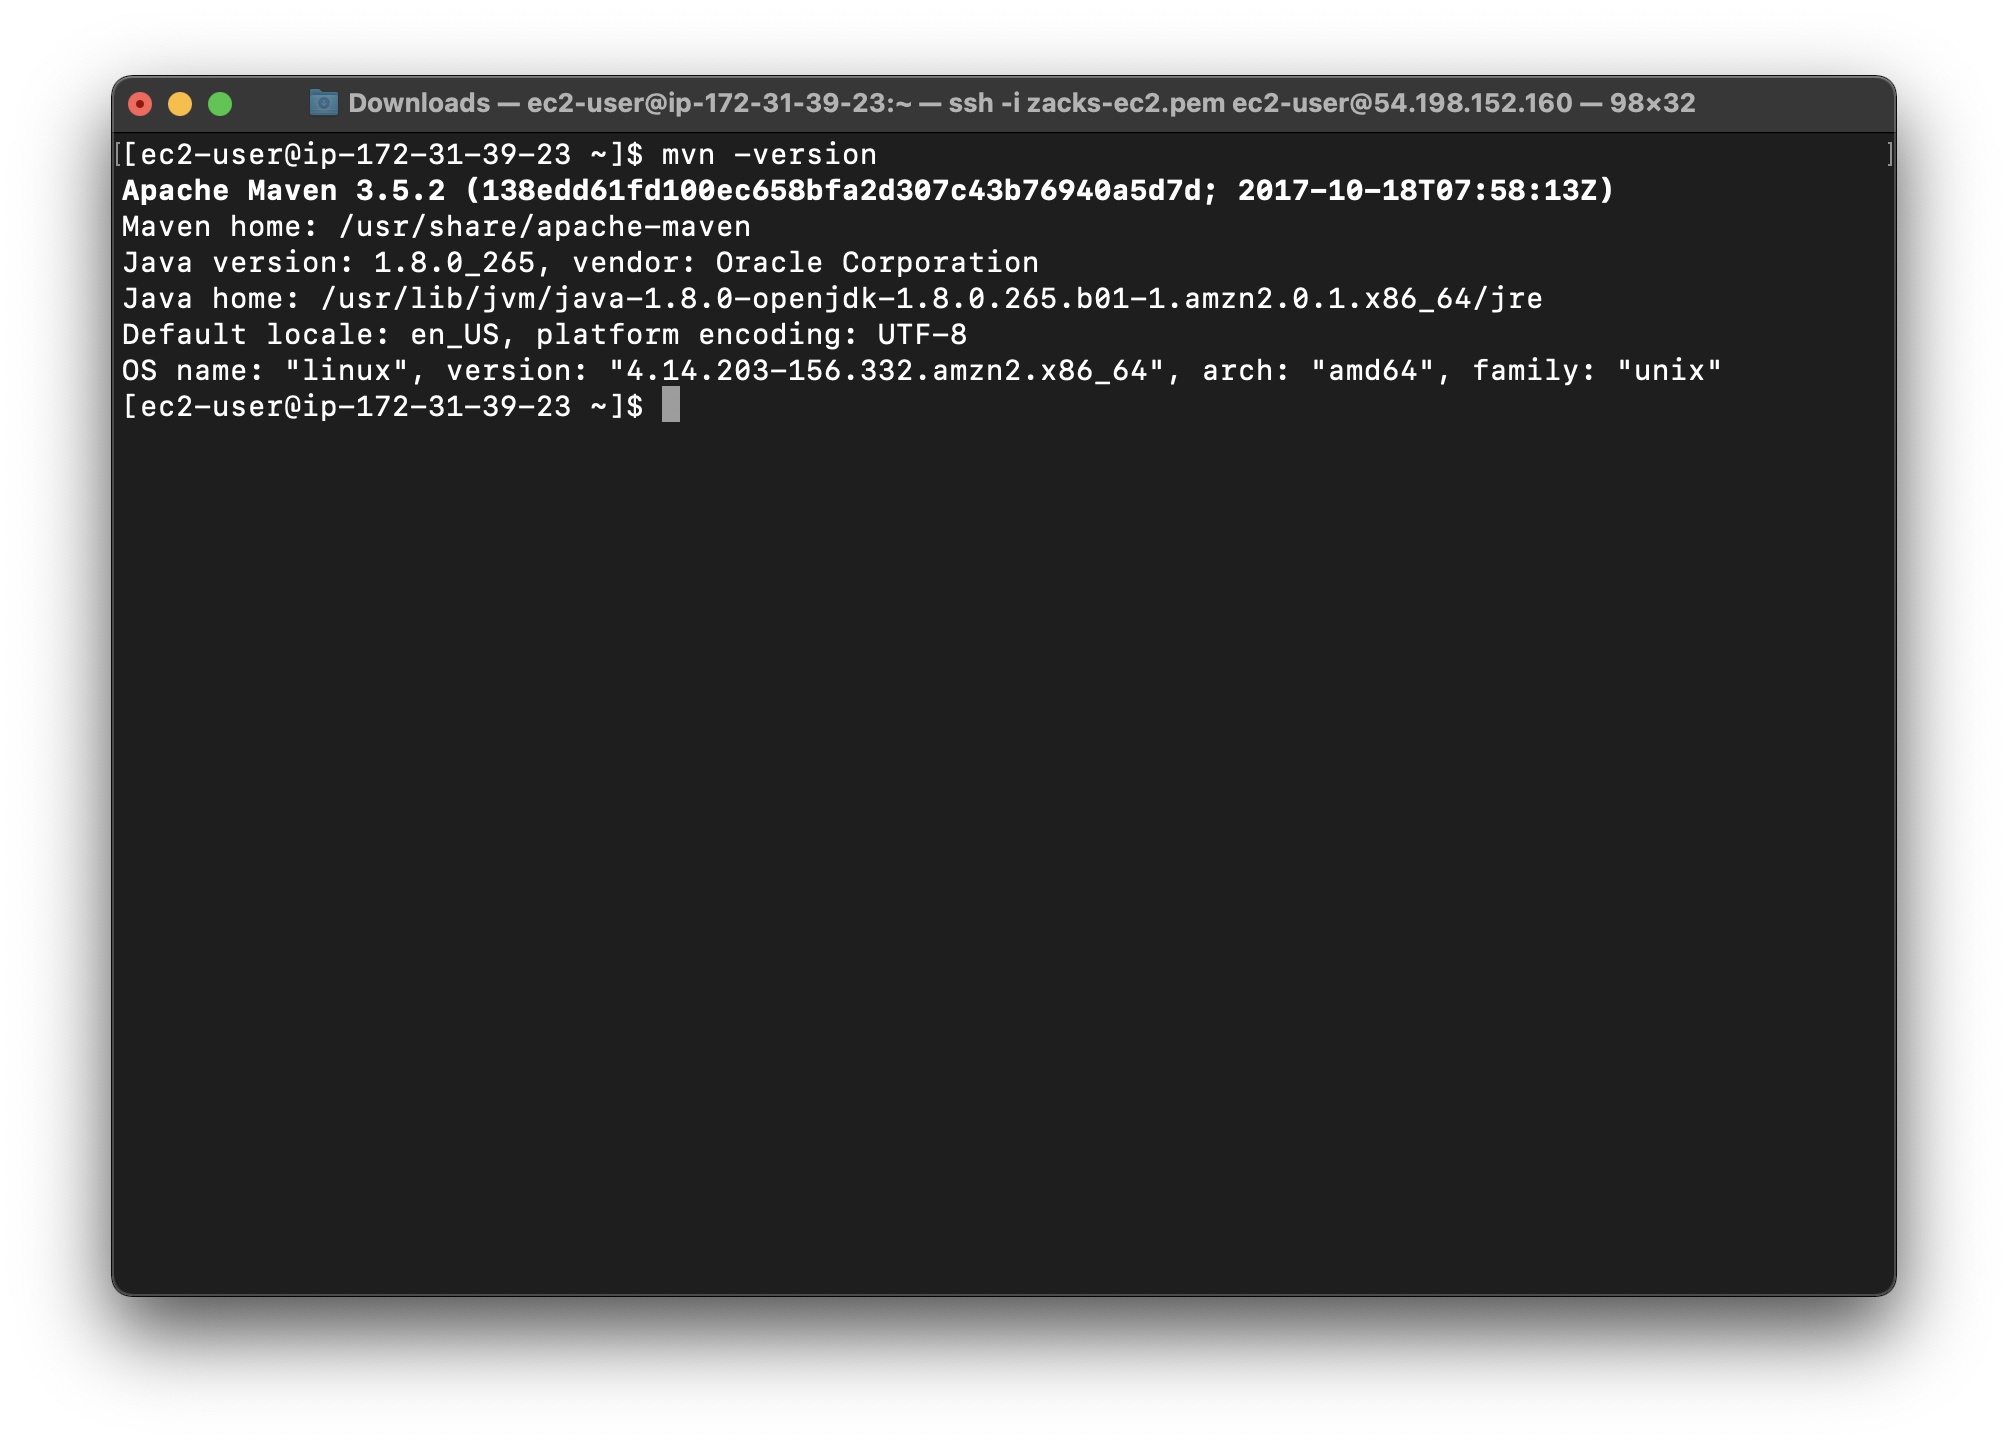 Downloads — ec2-user@ip-172-31-39-23:~ — ssh -i zacks-ec2.pem ec2-user@54.198.152.160 — 98×32
[[ec2-user@ip-172-31-39-23 ~]$ mvn -version ]
Apache Maven 3.5.2 (138edd61fd100ec658bfa2d307c43b76940a5d7d; 2017-10-18T07:58:13Z)
Maven home: /usr/share/apache-maven
Java version: 1.8.0_265, vendor: Oracle Corporation
Java home: /usr/lib/jvm/java-1.8.0-openjdk-1.8.0.265.b01-1.amzn2.0.1.x86_64/jre
Default locale: en_US, platform encoding: UTF-8
OS name: "linux", version: "4.14.203-156.332.amzn2.x86_64", arch: "amd64", family: "unix"
[ec2-user@ip-172-31-39-23 ~]$